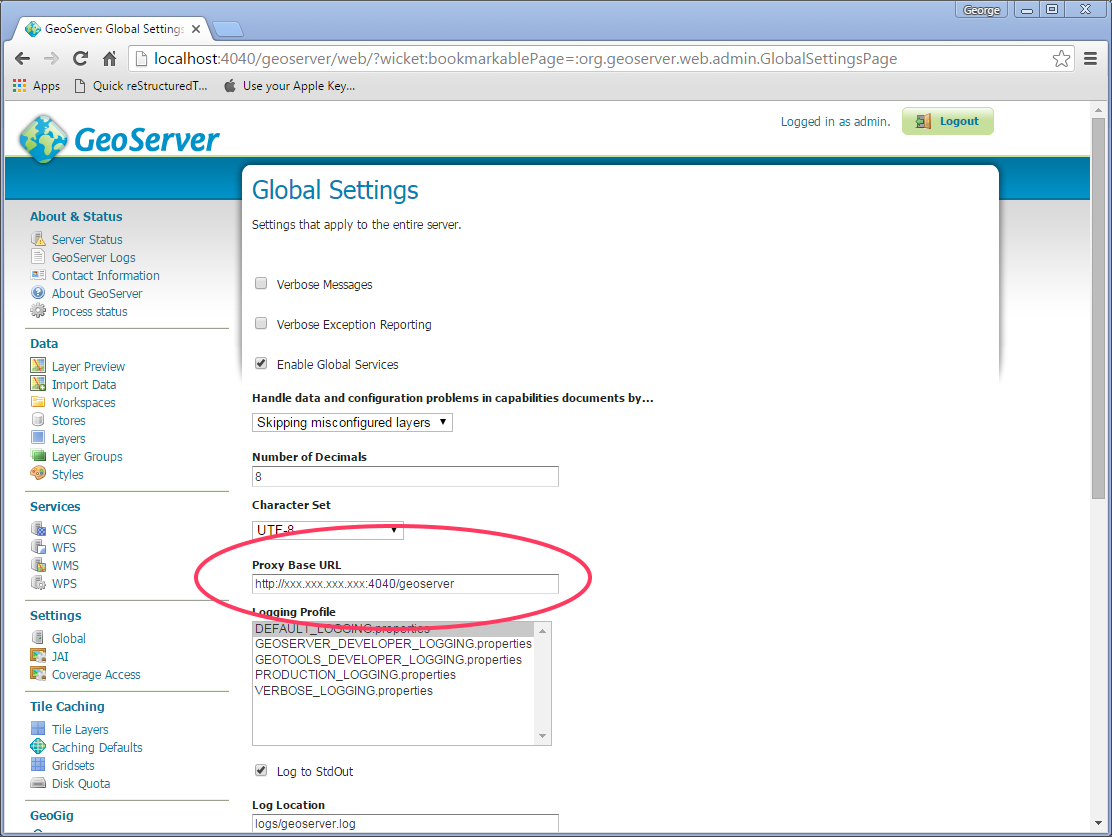 George
GeoServer: Global Settings
localhost:4040/geoserver/web/?wicket:bookmarkablePage=:org.geoserver.web.admin.GlobalSettingsPage
Apps Quick reStructuredT... Use your Apple Key...
GeoServer
Logged in as admin. Logout
About & Status
Server Status
GeoServer Logs
Contact Information
About GeoServer
Process status
Data
Layer Preview
Import Data
Workspaces
Stores
Layers
Layer Groups
Styles
Services
WCS
WFS
WMS
WPS
Settings
Global
JAI
Coverage Access
Tile Caching
Tile Layers
Caching Defaults
Gridsets
Disk Quota
GeoGig
Global Settings
Settings that apply to the entire server.
Verbose Messages
Verbose Exception Reporting
Enable Global Services
Handle data and configuration problems in capabilities documents by...
Skipping misconfigured layers
Number of Decimals
8
Character Set
UTF-8
Proxy Base URL
http://xxx.xxx.xxx.xxx:4040/geoserver
Logging Profile
DEFAULT_LOGGING.properties
GEOSERVER_DEVELOPER_LOGGING.properties
GEOTOOLS_DEVELOPER_LOGGING.properties
PRODUCTION_LOGGING.properties
VERBOSE_LOGGING.properties
Log to StdOut
Log Location
logs/geoserver.log